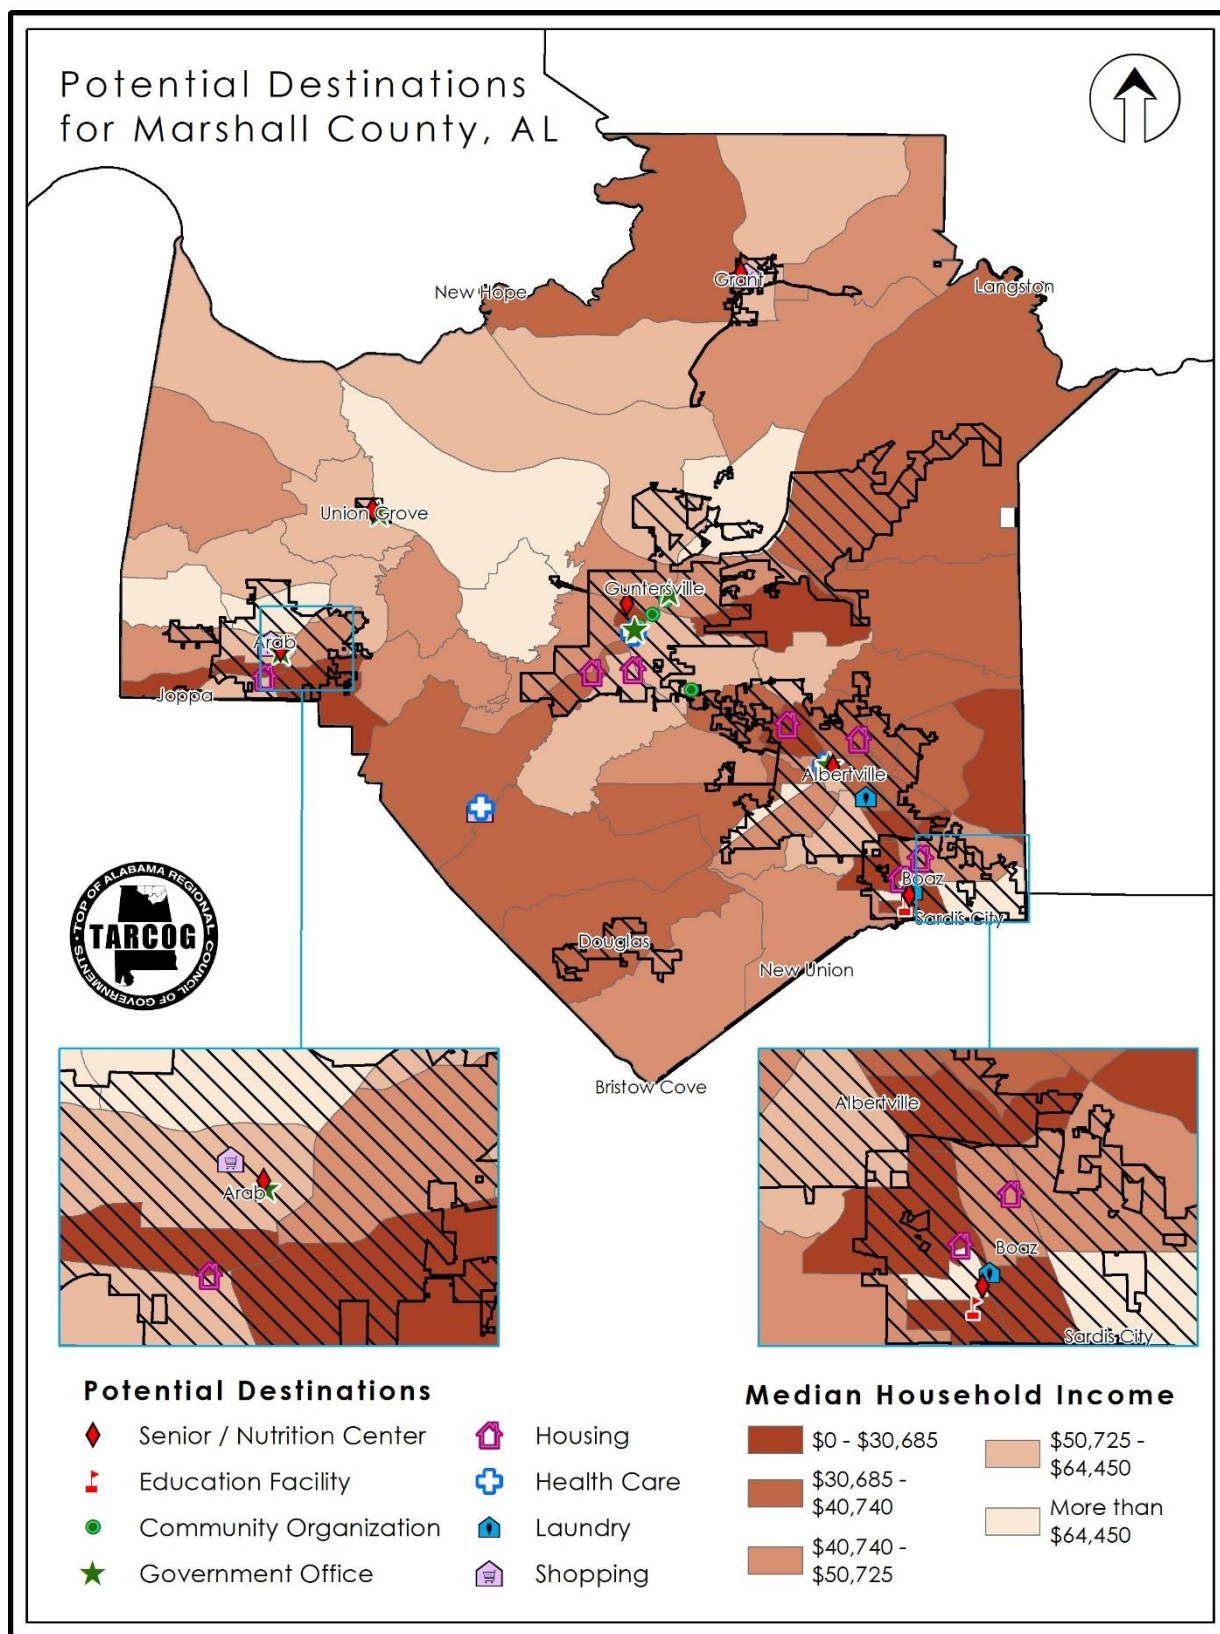 Potential Destinations
for Marshall County, AL
New Hope
Grant
Langston
Union Grove
Guntersville
Arab
Joppa
Albertville
Boaz
Sardis City
Douglas
New Union
Bristow Cove
TOP OF ALABAMA REGIONAL
TARCOG
COUNCIL OF GOVERNMENTS
Arab
Albertville
Boaz
Sardis City
Potential Destinations
Senior / Nutrition Center
Education Facility
Community Organization
Government Office
Housing
Health Care
Laundry
Shopping
Median Household Income
$0 - $30,685
$30,685 -
$40,740
$40,740 -
$50,725
$50,725 -
$64,450
More than
$64,450